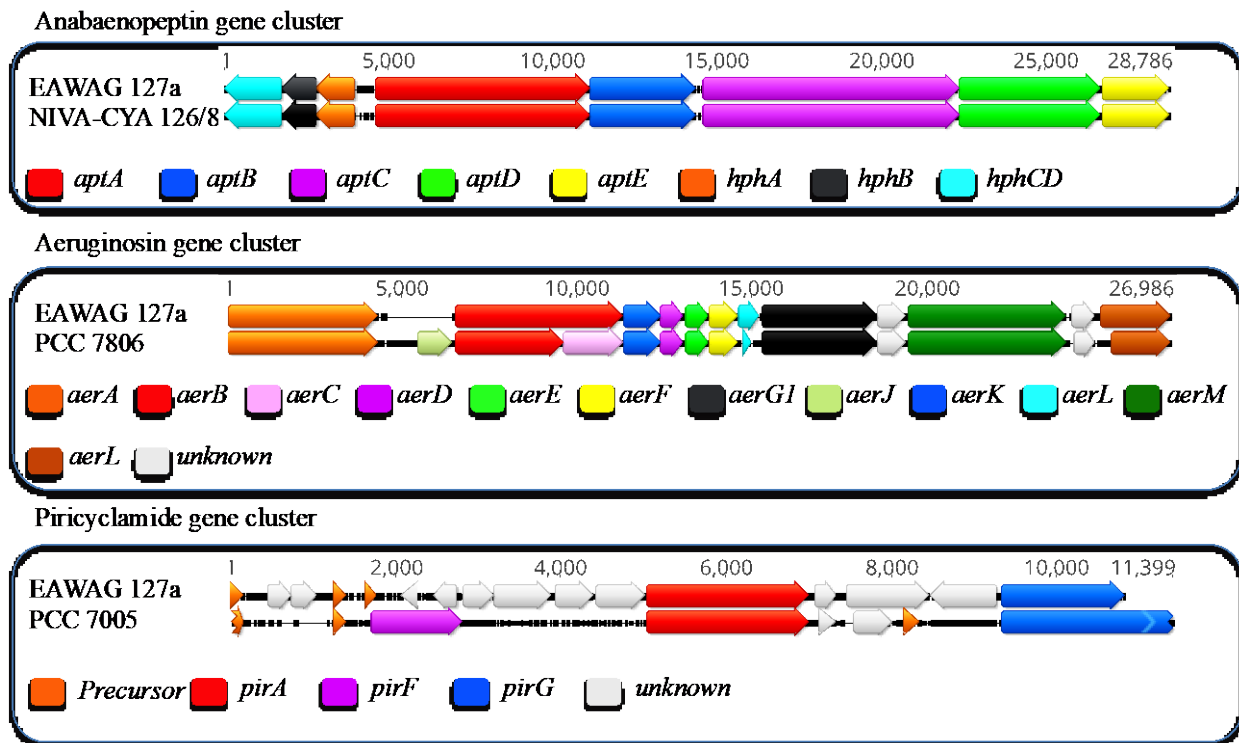 Anabaenopeptin gene cluster
1 5,000 10,000 15,000 20,000 25,000 28,786
EAWAG 127a
NIVA-CYA 126/8
aptA aptB aptC aptD aptE hphA hphB hphCD
Aeruginosin gene cluster
1 5,000 10,000 15,000 20,000 26,986
EAWAG 127a
PCC 7806
aerA aerB aerC aerD aerE aerF aerG1 aerJ aerK aerL aerM
aerL unknown
Piricyclamide gene cluster
1 2,000 4,000 6,000 8,000 10,000 11,399
EAWAG 127a
PCC 7005
Precursor pirA pirF pirG unknown